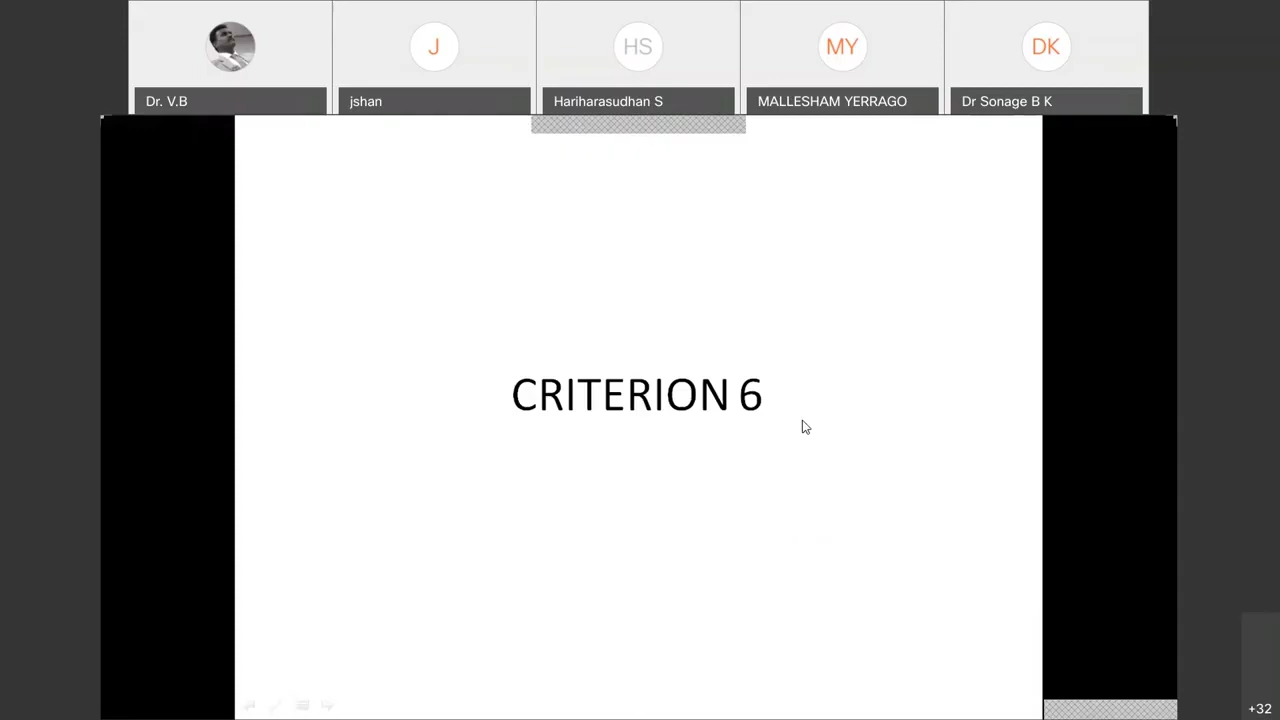 J
HS
MY
DK
Dr. V.B
jshan
Hariharasudhan S
MALLESHAM YERRAGO
Dr Sonage B K
CRITERION 6
+32